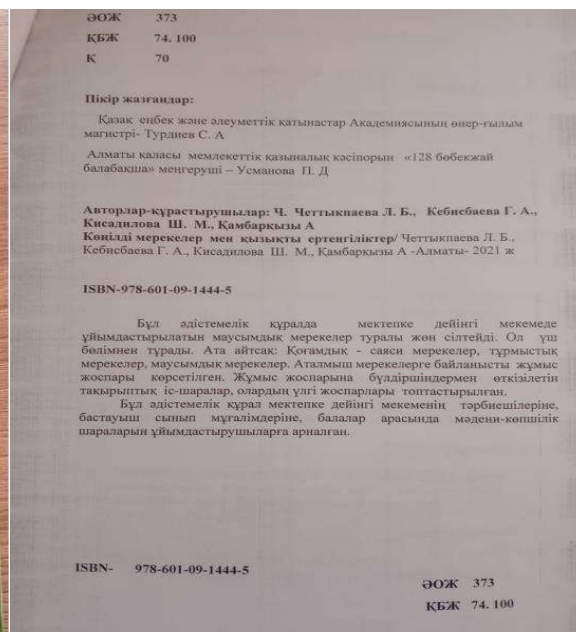 ӘОЖ 373
ҚБЖ 74. 100
Қ 70
Пікір жазғандар:
Қазақ еңбек және әлеуметтік қатынастар Академиясының өнер-ғылым
магистрі- Турдиев С. А
Алматы қаласы мемлекеттік қазыналық кәсіпорын «128 бөбекжай
балабақша» меңгеруші – Усманова П. Д
Авторлар-құрастырушылар: Ч. Четтыкпаева Л. Б., Кебисбаева Г. А.,
Кисадилова Ш. М., Қамбарқызы А
Көңілді мерекелер мен қызықты ертеңгіліктер/ Четтыкпаева Л. Б.,
Кебисбаева Г. А., Кисадилова Ш. М., Қамбарқызы А -Алматы- 2021 ж
ISBN-978-601-09-1444-5
Бұл әдістемелік құралда мектепке дейінгі мекемеде
ұйымдастырылатын маусымдық мерекелер туралы жөн сілтейді. Ол үш
бөлімнен тұрады. Ата айтсақ: Қоғамдық - саяси мерекелер, тұрмыстық
мерекелер, маусымдық мерекелер. Аталмыш мерекелерге байланысты жұмыс
жоспары көрсетілген. Жұмыс жоспарына бүлдіршіндермен өткізілетін
тақырыптық іс-шаралар, олардың үлгі жоспарлары топтастырылған.
Бұл әдістемелік құрал мектепке дейінгі мекеменің тәрбиешілеріне,
бастауыш сынып мұғалімдеріне, балалар арасында мәдени-көпшілік
шараларын ұйымдастырушыларға арналған.
ISBN- 978-601-09-1444-5
ӘОЖ 373
ҚБЖ 74. 100